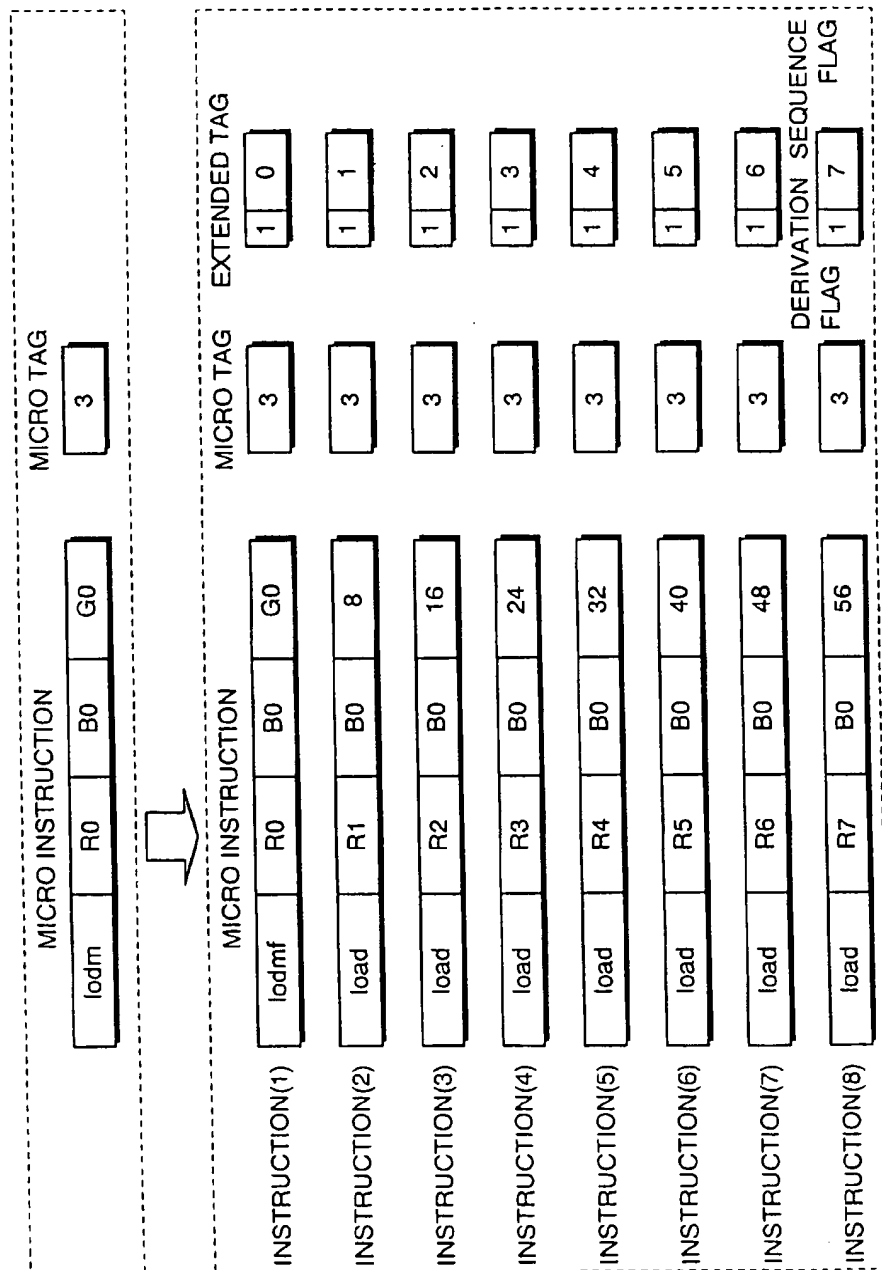 MICRO INSTRUCTION MICRO TAG
lodm R0 B0 G0 3
MICRO INSTRUCTION MICRO TAG EXTENDED TAG
INSTRUCTION(1) lodmf R0 B0 G0 3 1 0
INSTRUCTION(2) load R1 B0 8 3 1 1
INSTRUCTION(3) load R2 B0 16 3 1 2
INSTRUCTION(4) load R3 B0 24 3 1 3
INSTRUCTION(5) load R4 B0 32 3 1 4
INSTRUCTION(6) load R5 B0 40 3 1 5
INSTRUCTION(7) load R6 B0 48 3 1 6
INSTRUCTION(8) load R7 B0 56 3 1 7
DERIVATION SEQUENCE
FLAG FLAG